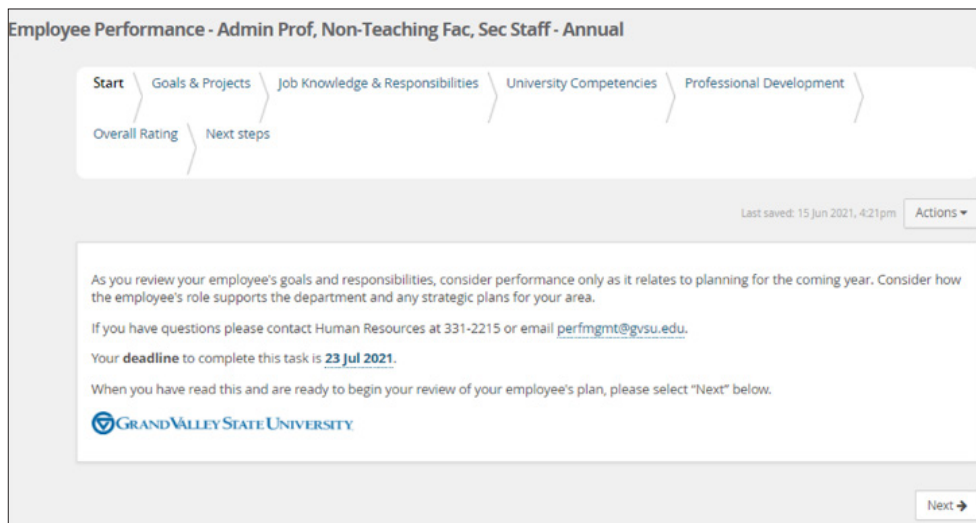 Employee Performance - Admin Prof, Non-Teaching Fac, Sec Staff - Annual
Start Goals & Projects Job Knowledge & Responsibilities University Competencies Professional Development
Overall Rating Next steps
Last saved: 15 Jun 2021, 4:21pm Actions
As you review your employee's goals and responsibilities, consider performance only as it relates to planning for the coming year. Consider how
the employee's role supports the department and any strategic plans for your area.
If you have questions please contact Human Resources at 331-2215 or email perfmgmt@gvsu.edu.
Your deadline to complete this task is 23 Jul 2021.
When you have read this and are ready to begin your review of your employee's plan, please select "Next" below.
GRAND VALLEY STATE UNIVERSITY
Next